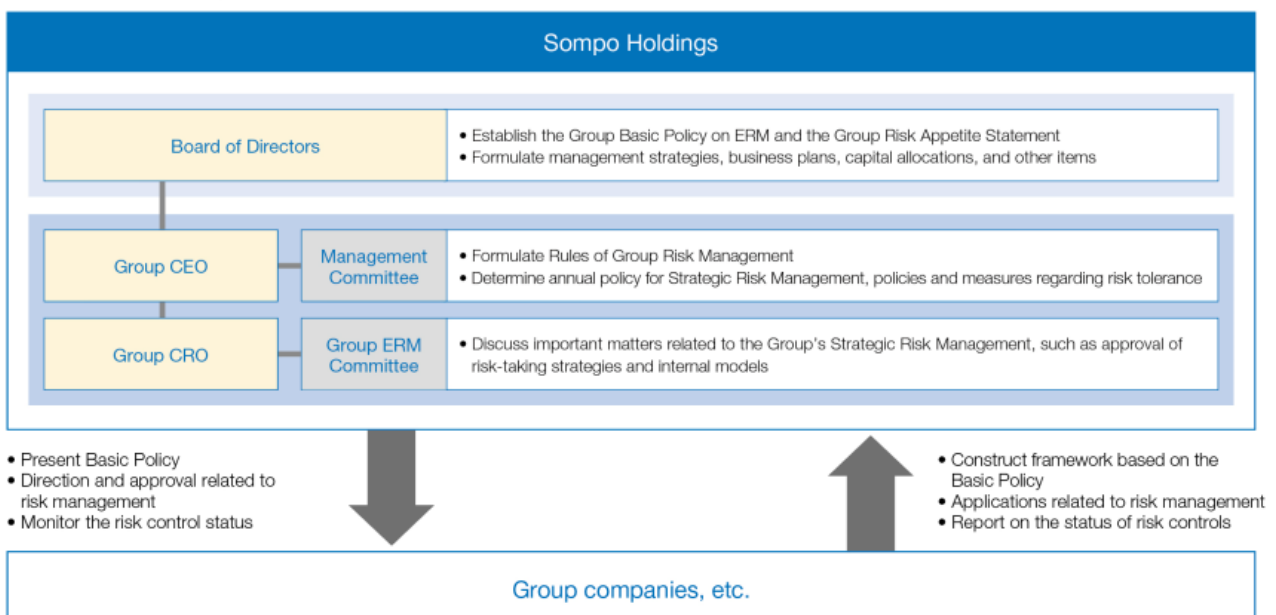 Sompo Holdings
Board of Directors
• Establish the Group Basic Policy on ERM and the Group Risk Appetite Statement
• Formulate management strategies, business plans, capital allocations, and other items
Group CEO
Management
Committee
• Formulate Rules of Group Risk Management
• Determine annual policy for Strategic Risk Management, policies and measures regarding risk tolerance
Group CRO
Group ERM
Committee
• Discuss important matters related to the Group's Strategic Risk Management, such as approval of
risk-taking strategies and internal models
• Present Basic Policy
• Direction and approval related to
risk management
• Monitor the risk control status
• Construct framework based on the
Basic Policy
• Applications related to risk management
• Report on the status of risk controls
Group companies, etc.